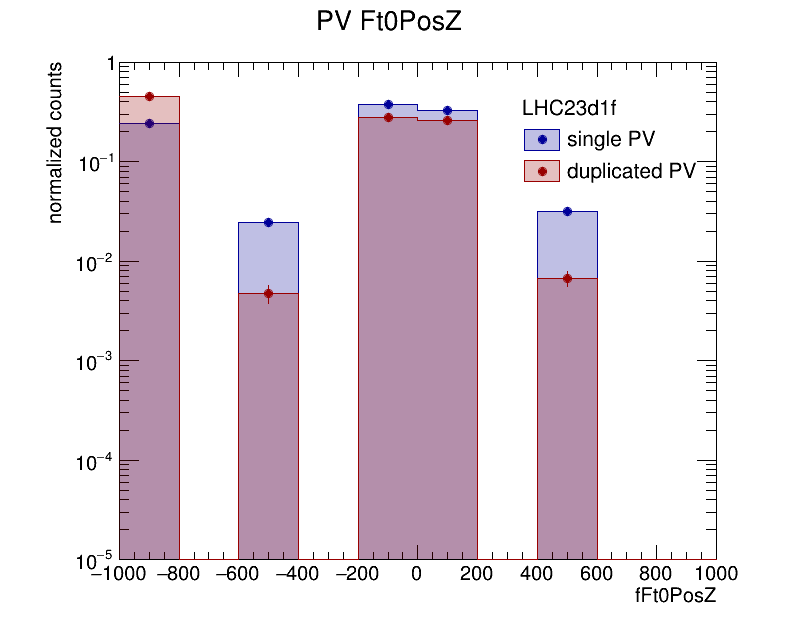 PV Ft0PosZ
normalized counts
1
10⁻¹
10⁻²
10⁻³
10⁻⁴
10⁻⁵
LHC23d1f
single PV
duplicated PV
−1000 −800 −600 −400 −200 0 200 400 600 800 1000
fFt0PosZ